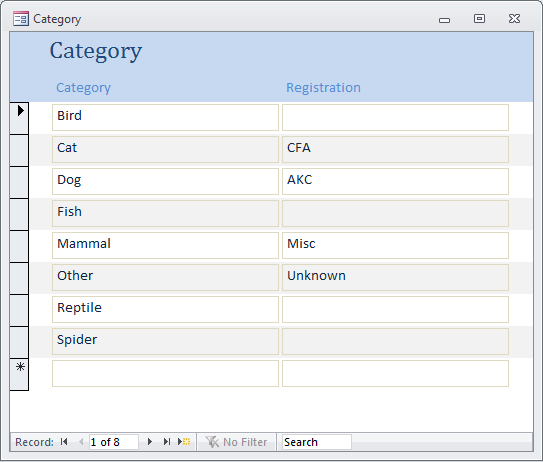 Category
Category
Category Registration
Bird
Cat CFA
Dog AKC
Fish
Mammal Misc
Other Unknown
Reptile
Spider
Record: 1 of 8 No Filter Search